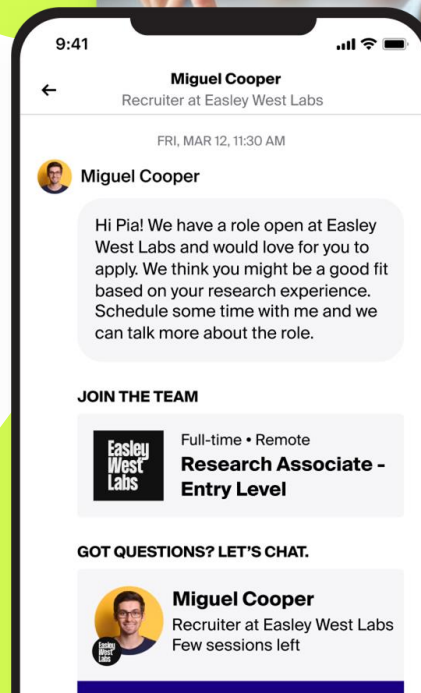 9:41
Miguel Cooper
Recruiter at Easley West Labs
FRI, MAR 12, 11:30 AM
Miguel Cooper
Hi Pia! We have a role open at Easley
West Labs and would love for you to
apply. We think you might be a good fit
based on your research experience.
Schedule some time with me and we
can talk more about the role.
JOIN THE TEAM
Easley
West
Labs
Full-time • Remote
Research Associate -
Entry Level
GOT QUESTIONS? LET'S CHAT.
Miguel Cooper
Recruiter at Easley West Labs
Few sessions left
Easley
West
Labs